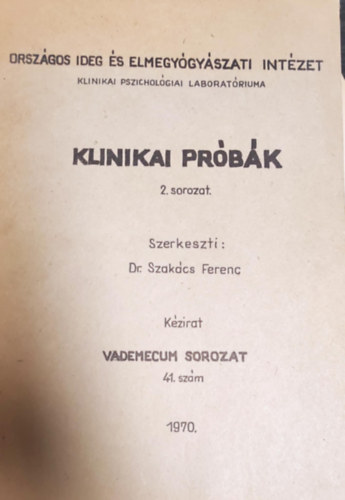 ORSZÁGOS IDEG ÉS ELMEGYÓGYÁSZATI INTÉZET
KLINIKAI PSZICHOLÓGIAI LABORATÓRIUMA
KLINIKAI PRÓBÁK
2. sorozat.
Szerkeszti:
Dr. Szakács Ferenc
Kézirat
VADEMECUM SOROZAT
41. szám
1970.